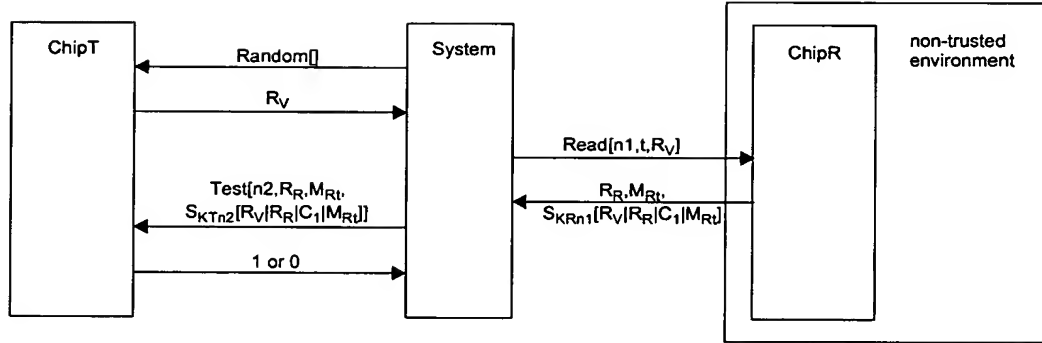 ChipT
System
ChipR
non-trusted
environment
Random[]
R_V
Read[n1,t,R_V]
Test[n2,R_R,M_Rt,
S_KTn2[R_V|R_R|C_1|M_Rt]]
R_R,M_Rt,
S_KRn1[R_V|R_R|C_1|M_Rt]
1 or 0